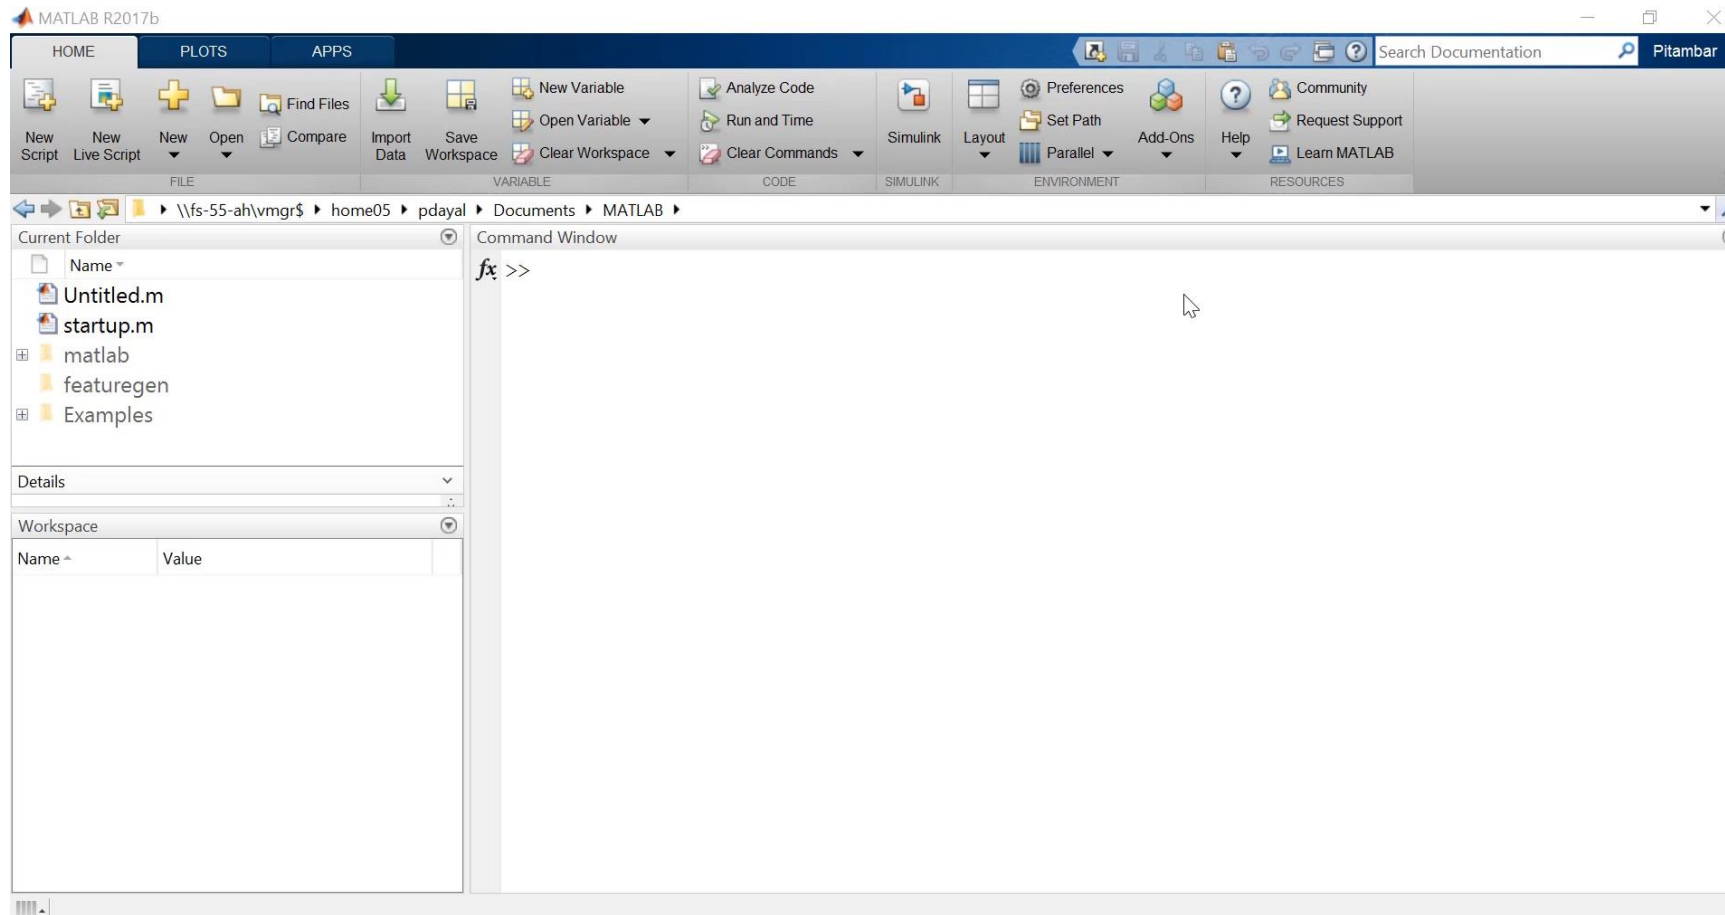 MATLAB R2017b
HOME PLOTS APPS
Search Documentation
Pitambar
New Script
New Live Script
New
Open
Find Files
Compare
Import Data
Save Workspace
New Variable
Open Variable
Clear Workspace
Analyze Code
Run and Time
Clear Commands
Simulink
Layout
Preferences
Set Path
Parallel
Add-Ons
Help
Community
Request Support
Learn MATLAB
FILE VARIABLE CODE SIMULINK ENVIRONMENT RESOURCES
\\fs-55-ah\vmgr$ home05 pdayal Documents MATLAB
Current Folder
Name
Untitled.m
startup.m
matlab
featuregen
Examples
Details
Workspace
Name Value
Command Window
fx >>